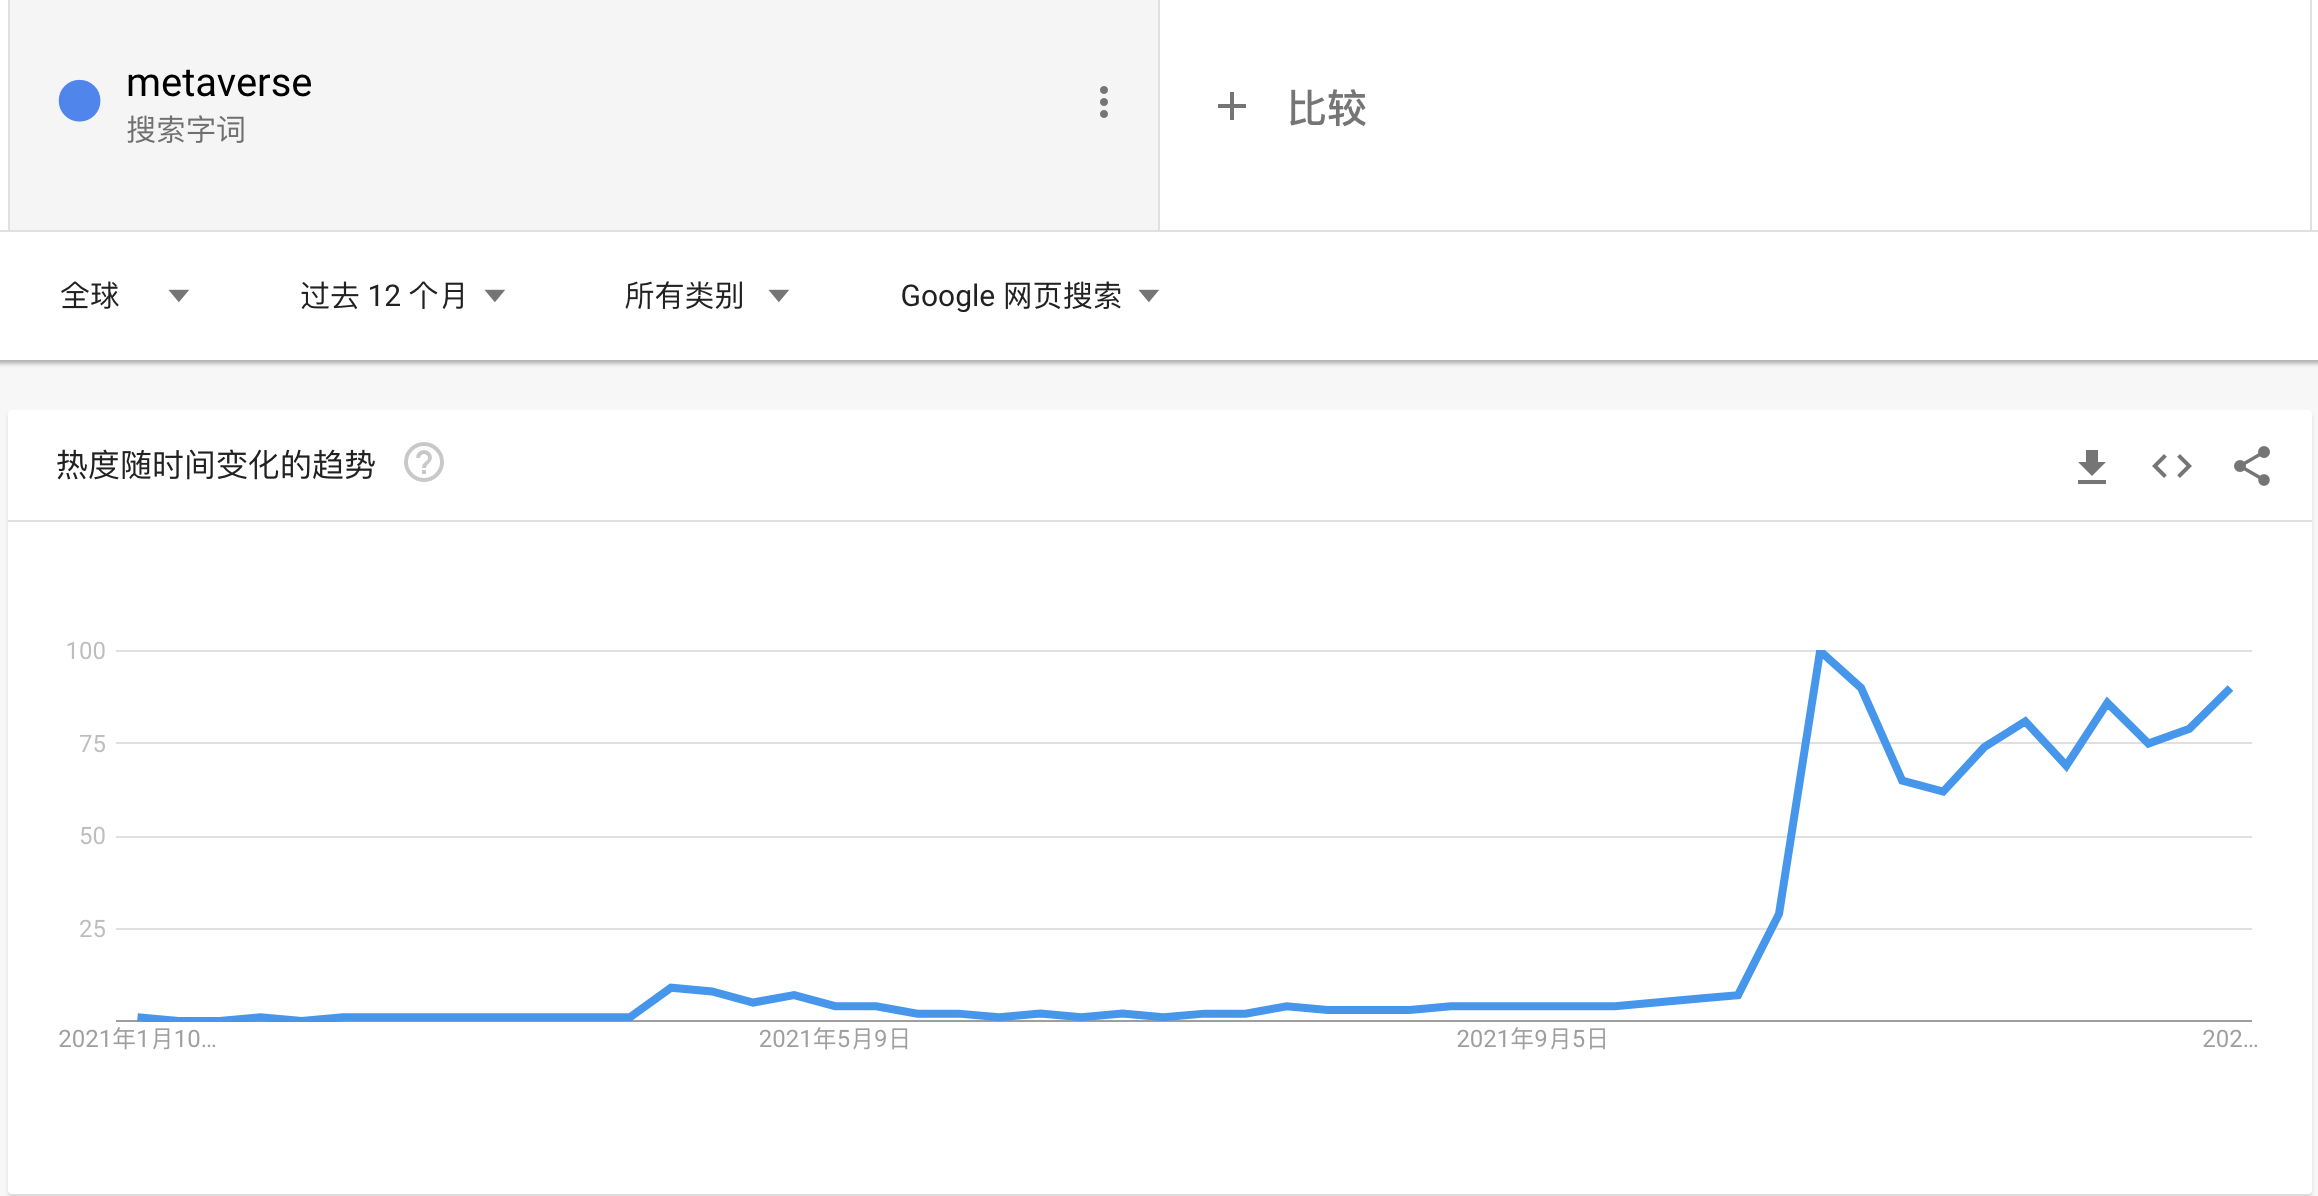 metaverse
搜索字词
+ 比较
全球
过去 12 个月
所有类别
Google 网页搜索
热度随时间变化的趋势 ?
100
75
50
25
2021年1月10...
2021年5月9日
2021年9月5日
202...